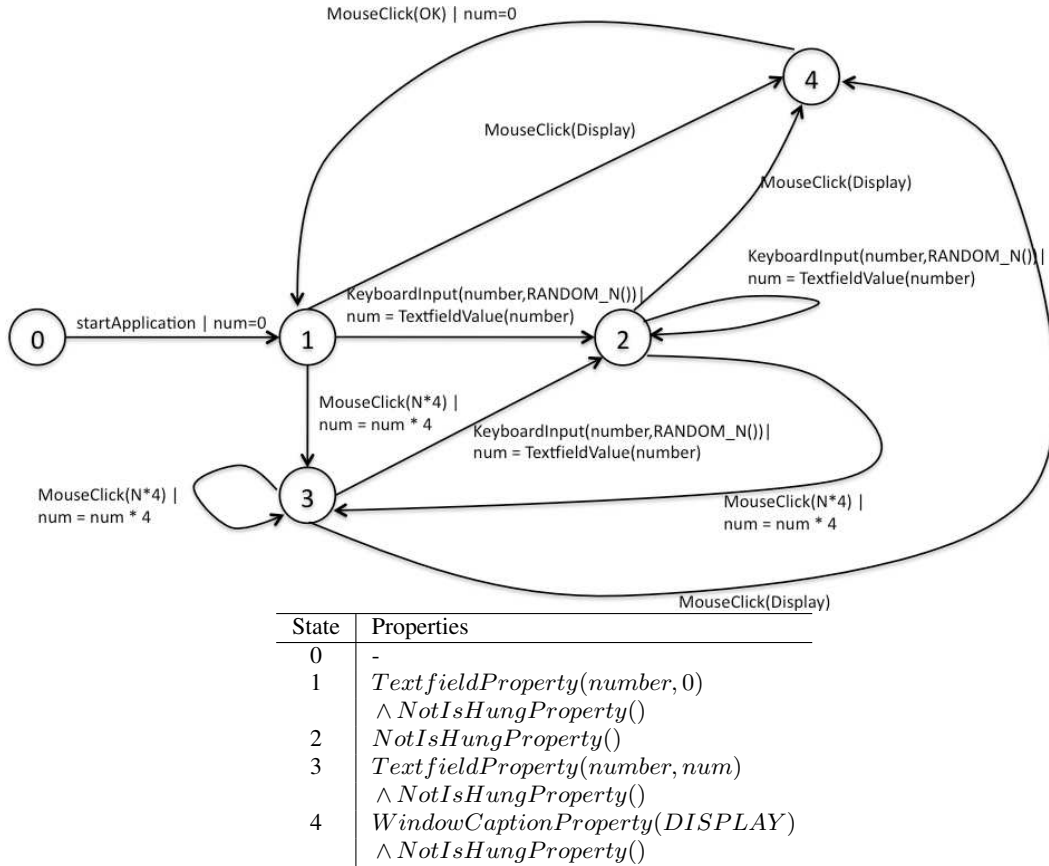 MouseClick(OK) | num=0
4
MouseClick(Display)
MouseClick(Display)
KeyboardInput(number,RANDOM_N())|
num = TextfieldValue(number)
KeyboardInput(number,RANDOM_N())|
num = TextfieldValue(number)
0
startApplication | num=0
1
2
MouseClick(N*4) |
num = num * 4
KeyboardInput(number,RANDOM_N())|
num = TextfieldValue(number)
MouseClick(N*4) |
num = num * 4
3
MouseClick(N*4) |
num = num * 4
MouseClick(Display)
State Properties
0 -
1 TextfieldProperty(number, 0)
∧ NotIsHungProperty()
2 NotIsHungProperty()
3 TextfieldProperty(number, num)
∧ NotIsHungProperty()
4 WindowCaptionProperty(DISPLAY)
∧ NotIsHungProperty()